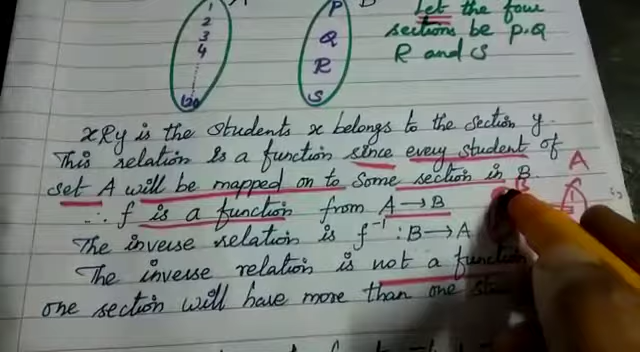 1 A
2
3
4
120
P B
Q
R
S
Let the four
sections be P, Q
R and S
xRy is the students x belongs to the section y.
This relation is a function since every student of
set A will be mapped on to some section in B.
∴ f is a function from A → B
The inverse relation is f⁻¹ : B → A
The inverse relation is not a function
one section will have more than one
A
B